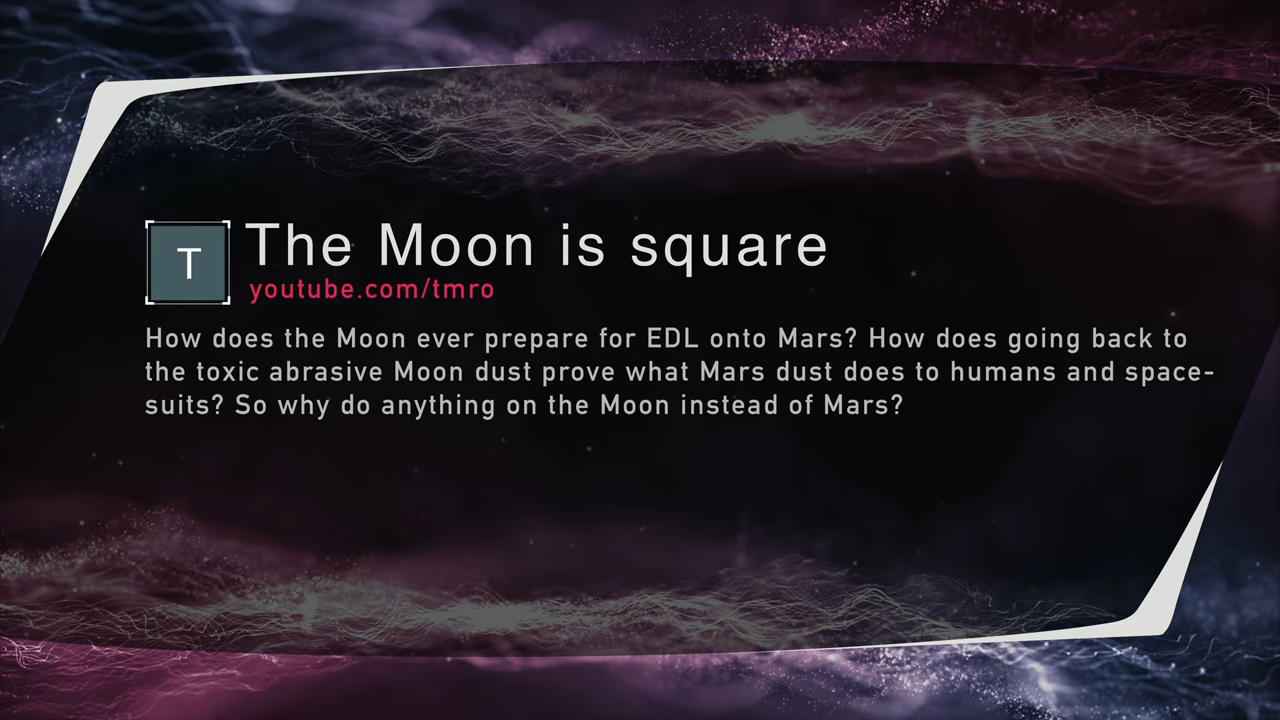 T
The Moon is square
youtube.com/tmro
How does the Moon ever prepare for EDL onto Mars? How does going back to
the toxic abrasive Moon dust prove what Mars dust does to humans and space-
suits? So why do anything on the Moon instead of Mars?